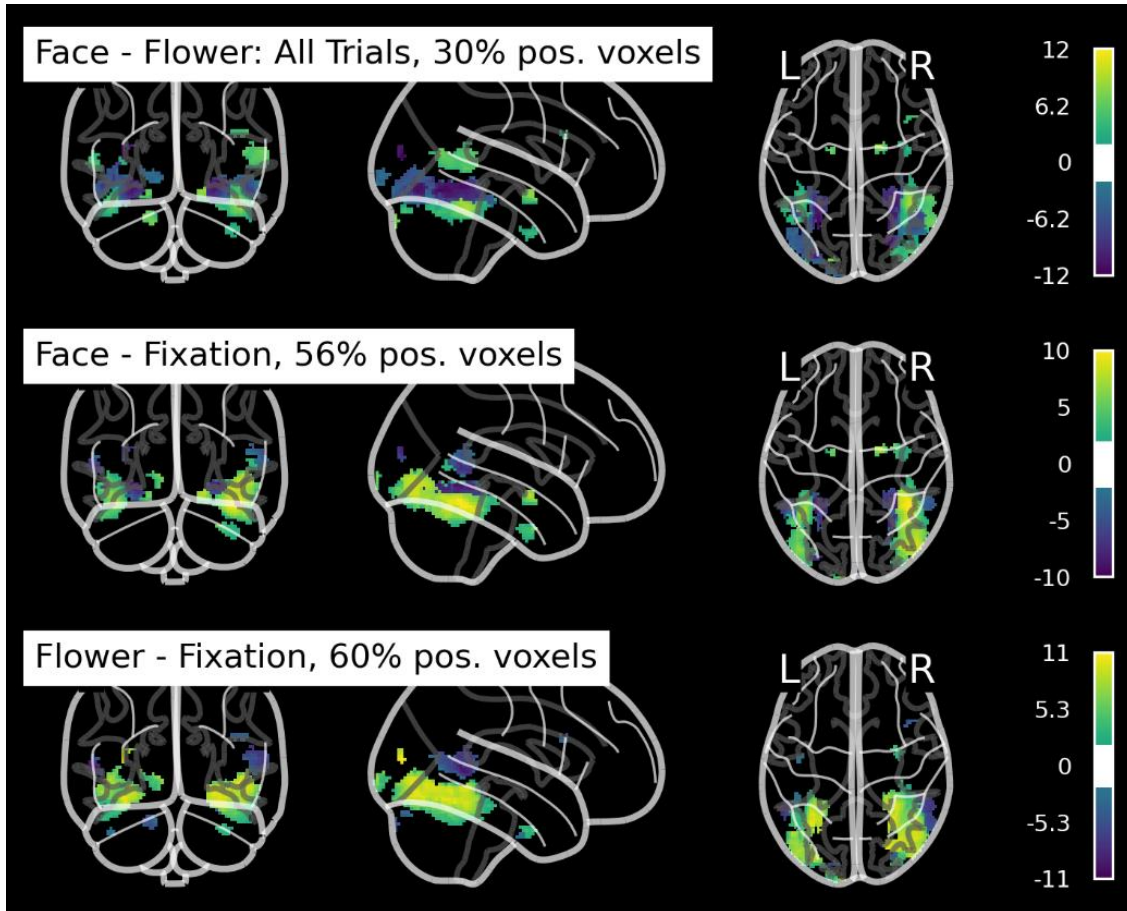 Face - Flower: All Trials, 30% pos. voxels
L R
12
6.2
0
-6.2
-12
Face - Fixation, 56% pos. voxels
L R
10
5
0
-5
-10
Flower - Fixation, 60% pos. voxels
L R
11
5.3
0
-5.3
-11